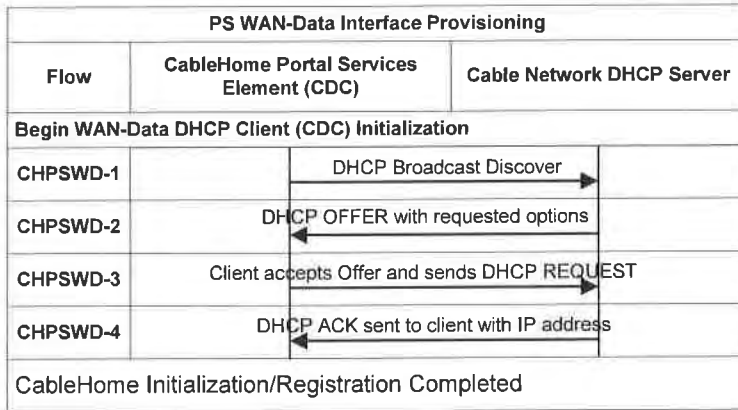 PS WAN-Data Interface Provisioning
Flow
CableHome Portal Services
Element (CDC)
Cable Network DHCP Server
Begin WAN-Data DHCP Client (CDC) Initialization
CHPSWD-1
DHCP Broadcast Discover
CHPSWD-2
DHCP OFFER with requested options
CHPSWD-3
Client accepts Offer and sends DHCP REQUEST
CHPSWD-4
DHCP ACK sent to client with IP address
CableHome Initialization/Registration Completed